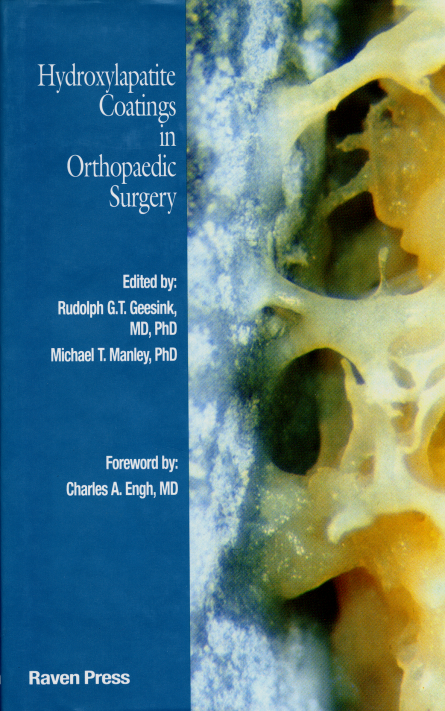 Hydroxylapatite
Coatings
in
Orthopaedic
Surgery
Edited by:
Rudolph G.T. Geesink,
MD, PhD
Michael T. Manley, PhD
Foreword by:
Charles A. Engh, MD
Raven Press